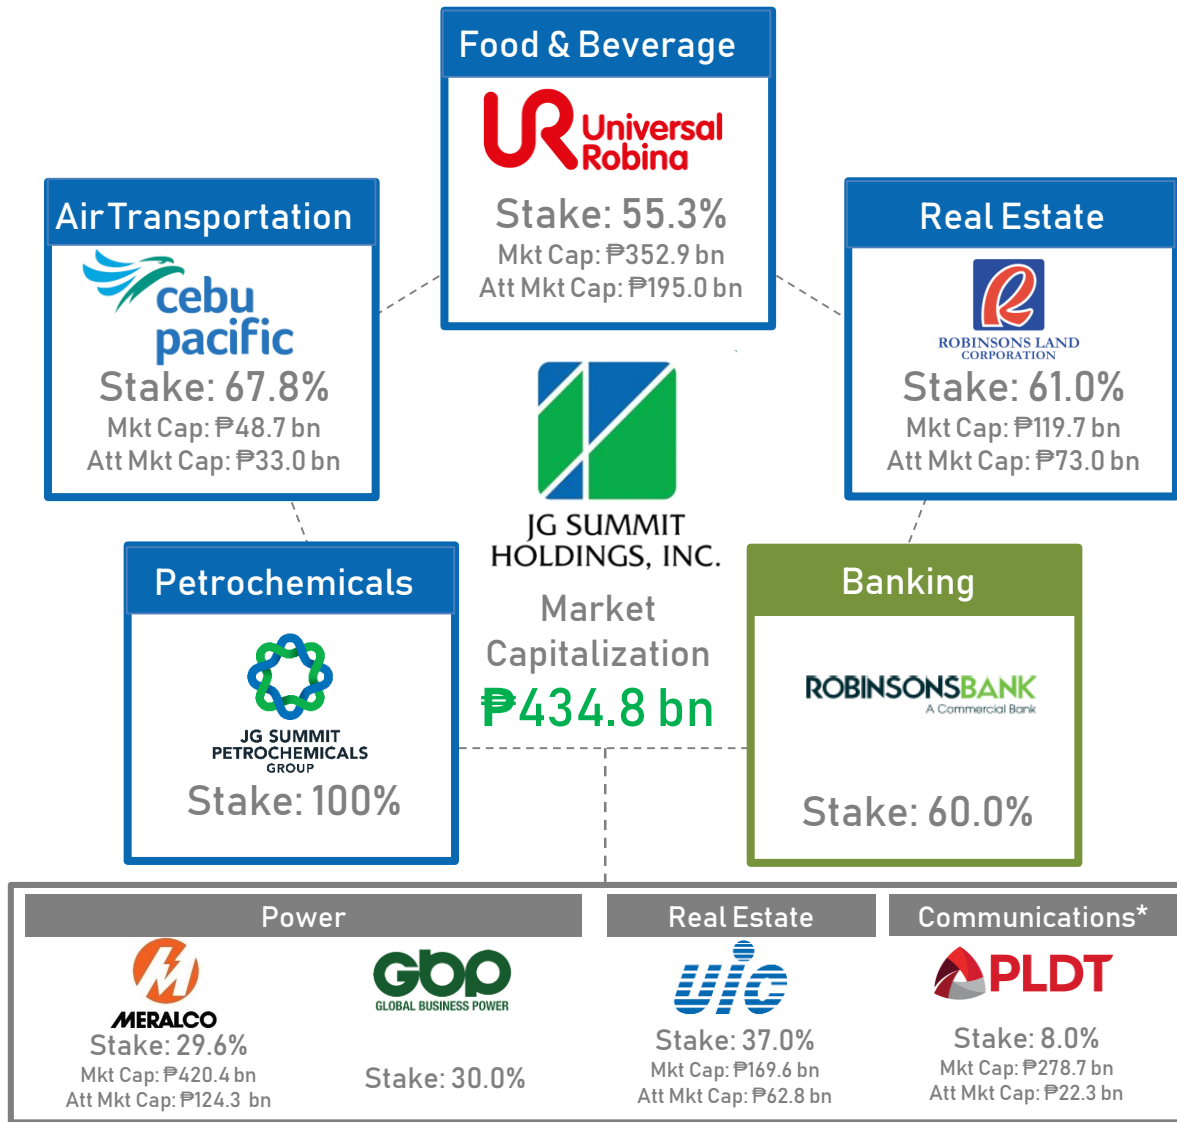 Food & Beverage
UR Universal
Robina
Stake: 55.3%
Mkt Cap: ₱352.9 bn
Att Mkt Cap: ₱195.0 bn
Air Transportation
cebu
pacific
Stake: 67.8%
Mkt Cap: ₱48.7 bn
Att Mkt Cap: ₱33.0 bn
Real Estate
R
ROBINSONS LAND
CORPORATION
Stake: 61.0%
Mkt Cap: ₱119.7 bn
Att Mkt Cap: ₱73.0 bn
JG SUMMIT
HOLDINGS, INC.
Market
Capitalization
₱434.8 bn
Petrochemicals
JG SUMMIT
PETROCHEMICALS
GROUP
Stake: 100%
Banking
ROBINSONSBANK
A Commercial Bank
Stake: 60.0%
Power
MERALCO
Stake: 29.6%
Mkt Cap: ₱420.4 bn
Att Mkt Cap: ₱124.3 bn
GBP
GLOBAL BUSINESS POWER
Stake: 30.0%
Real Estate
uic
Stake: 37.0%
Mkt Cap: ₱169.6 bn
Att Mkt Cap: ₱62.8 bn
Communications*
PLDT
Stake: 8.0%
Mkt Cap: ₱278.7 bn
Att Mkt Cap: ₱22.3 bn